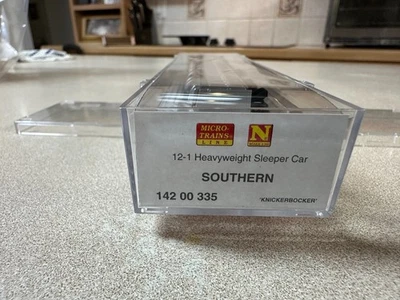 MICRO-
TRAINS®
LINE
N
12-1 Heavyweight Sleeper Car
SOUTHERN
142 00 335
'KNICKERBOCKER'